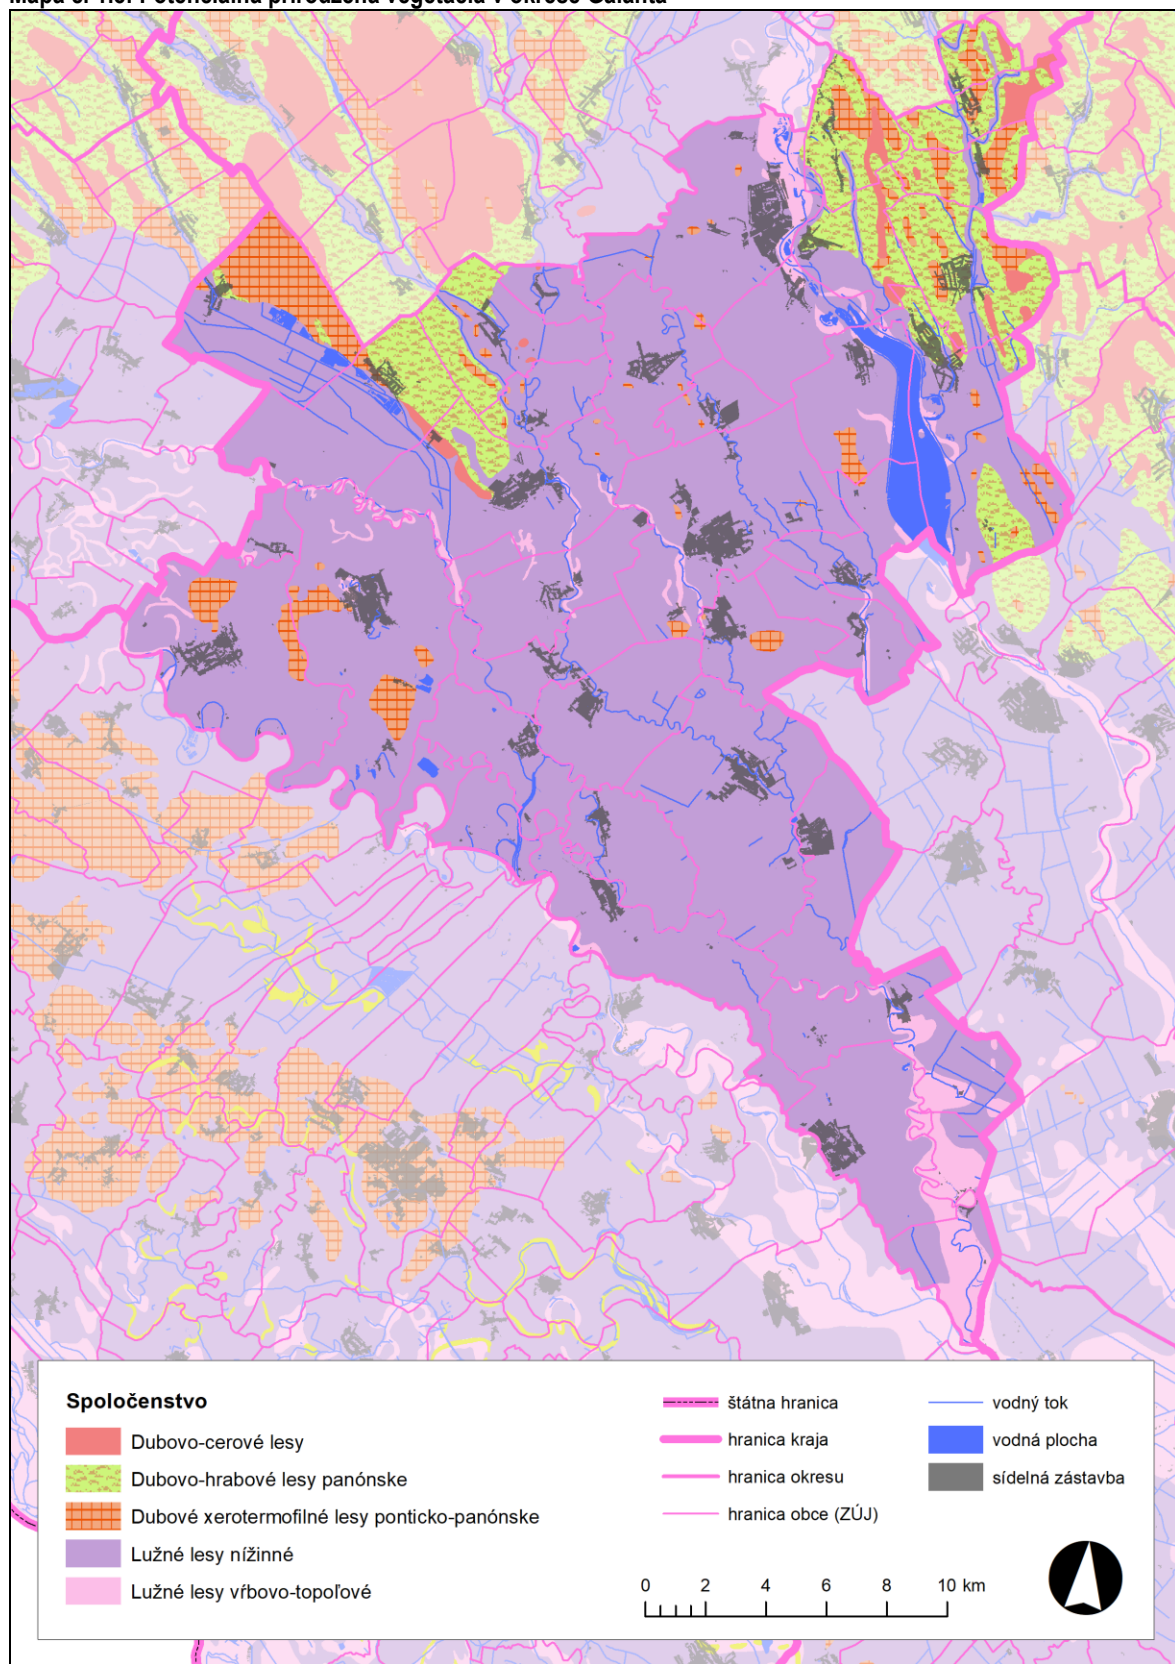 Spoločenstvo
Dubovo-cerové lesy
Dubovo-hrabové lesy panónske
Dubové xerotermofilné lesy ponticko-panónske
Lužné lesy nížinné
Lužné lesy vŕbovo-topoľové
štátna hranica
hranica kraja
hranica okresu
hranica obce (ZÚJ)
vodný tok
vodná plocha
sídelná zástavba
0 2 4 6 8 10 km